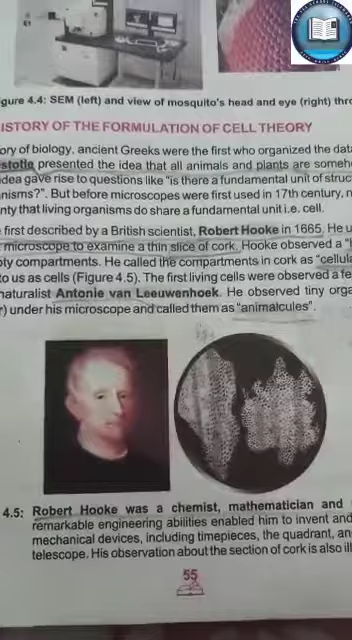 gure 4.4: SEM (left) and view of mosquito's head and eye (right) thr
ISTORY OF THE FORMULATION OF CELL THEORY
ory of biology, ancient Greeks were the first who organized the data
stotle presented the idea that all animals and plants are someh
dea gave rise to questions like "is there a fundamental unit of struc
nisms?". But before microscopes were first used in 17th century, n
nty that living organisms do share a fundamental unit i.e. cell.
e first described by a British scientist, Robert Hooke in 1665. He u
microscope to examine a thin slice of cork. Hooke observed a "
pty compartments. He called the compartments in cork as "cellula
to us as cells (Figure 4.5). The first living cells were observed a fe
naturalist Antonie van Leeuwenhoek. He observed tiny orga
r) under his microscope and called them as "animalcules".
4.5: Robert Hooke was a chemist, mathematician and
remarkable engineering abilities enabled him to invent and
mechanical devices, including timepieces, the quadrant, an
telescope. His observation about the section of cork is also ill
55